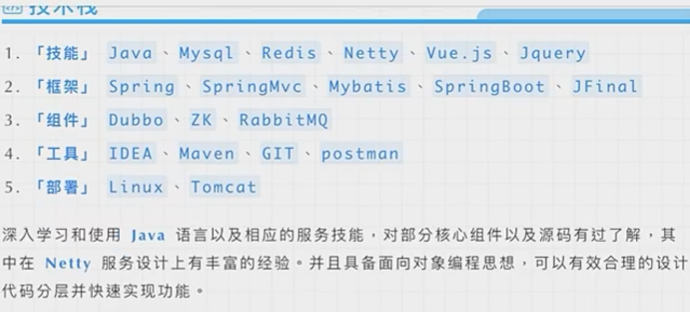 技术栈
1. 「技能」 Java、Mysql、Redis、Netty、Vue.js、Jquery
2. 「框架」 Spring、SpringMvc、Mybatis、SpringBoot、JFinal
3. 「组件」 Dubbo、ZK、RabbitMQ
4. 「工具」 IDEA、Maven、GIT、postman
5. 「部署」 Linux、Tomcat
深入学习和使用 Java 语言以及相应的服务技能，对部分核心组件以及源码有过了解，其
中在 Netty 服务设计上有丰富的经验。并且具备面向对象编程思想，可以有效合理的设计
代码分层并快速实现功能。